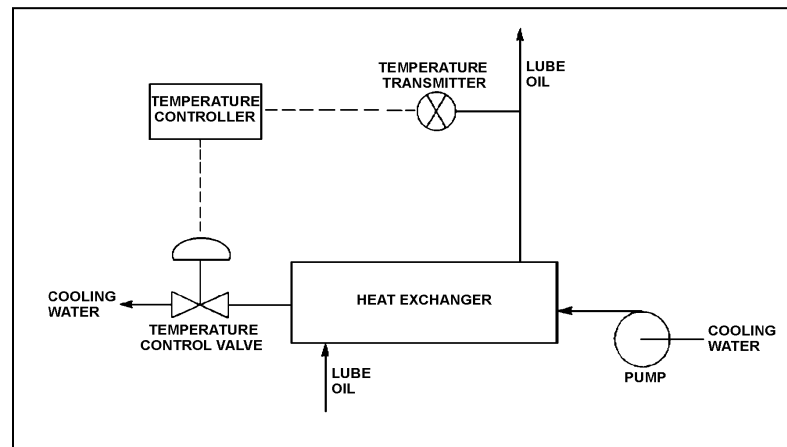 TEMPERATURE
TRANSMITTER
LUBE
OIL
TEMPERATURE
CONTROLLER
HEAT EXCHANGER
COOLING
WATER
TEMPERATURE
CONTROL VALVE
COOLING
WATER
PUMP
LUBE
OIL